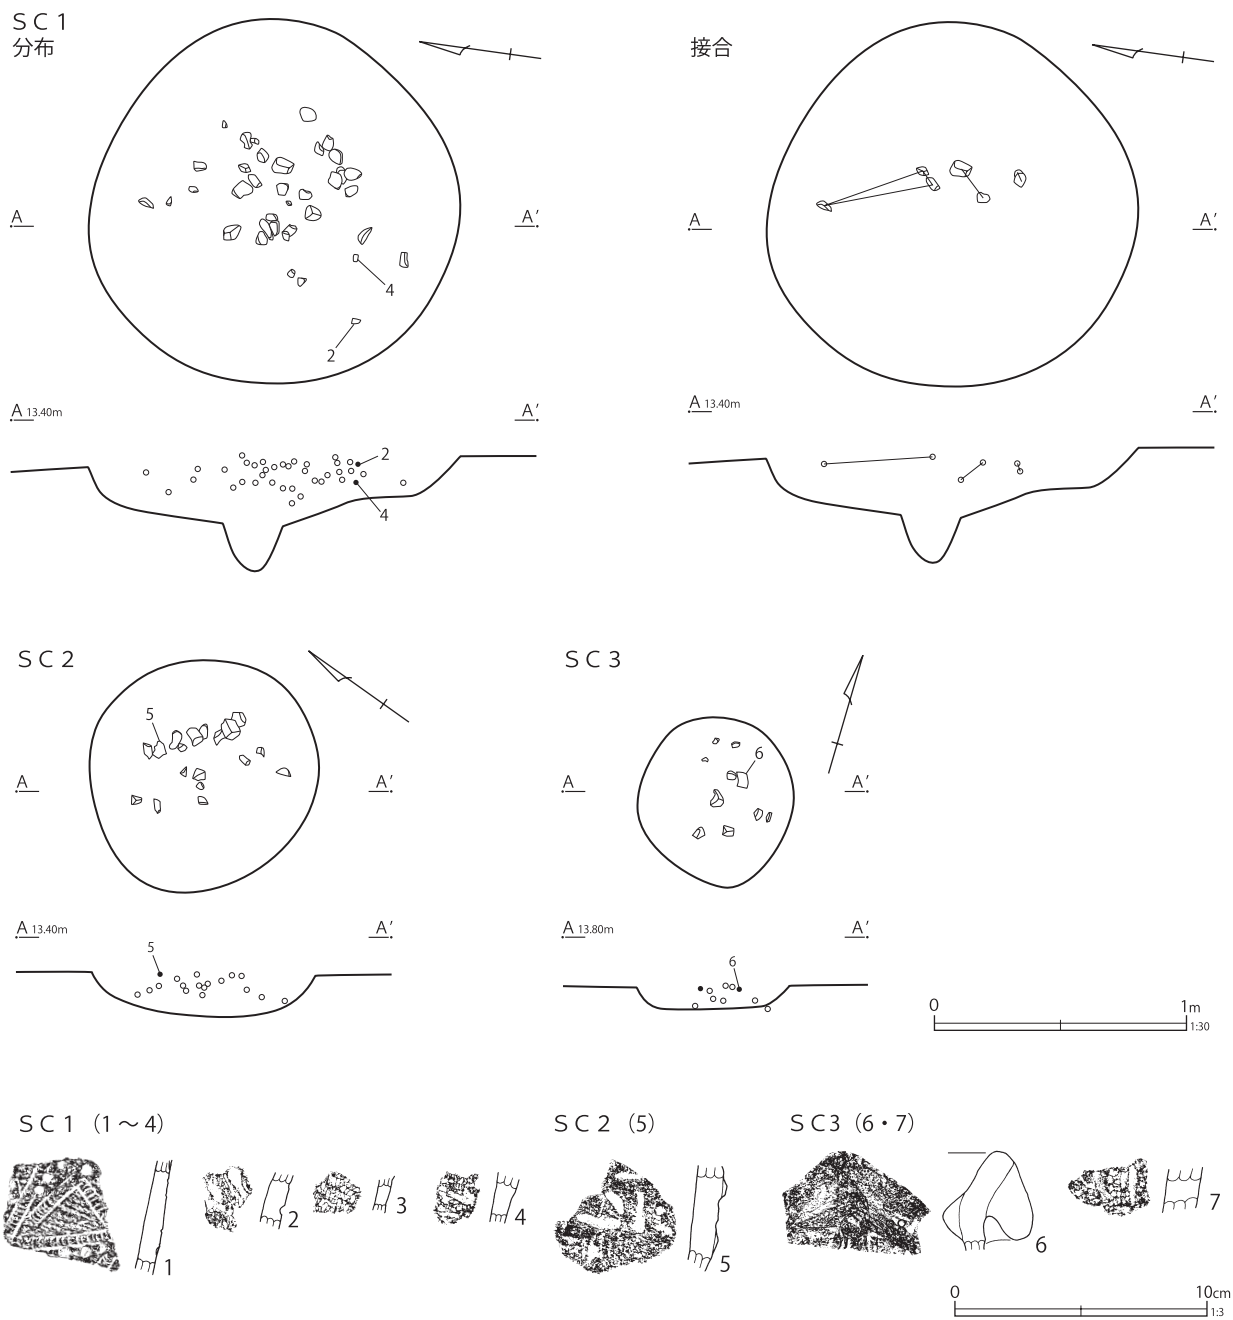 SC1
分布
A
A′
4
2
接合
A
A′
A 13.40m
A′
2
4
A 13.40m
A′
SC2
5
A
A′
A 13.40m
A′
5
SC3
6
A
A′
A 13.80m
A′
6
0
1m
1:30
SC1（1～4）
1
2
3
4
SC2（5）
5
SC3（6・7）
6
7
0
10cm
1:3